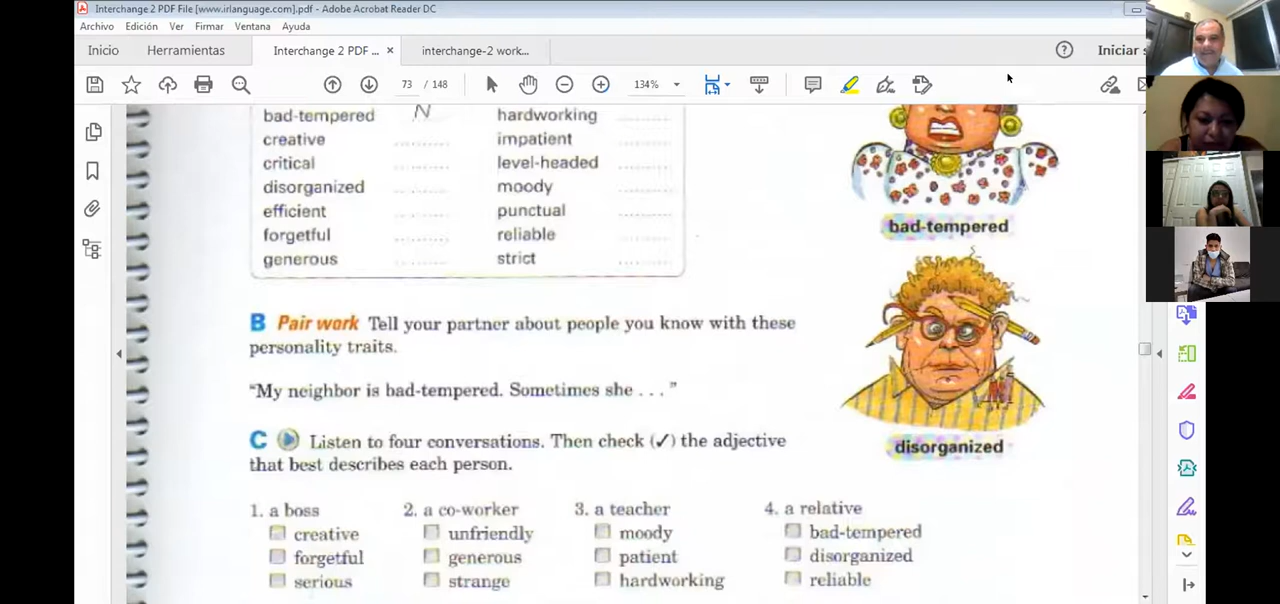 Interchange 2 PDF File [www.irlanguage.com].pdf - Adobe Acrobat Reader DC
Archivo Edición Ver Firmar Ventana Ayuda
Inicio Herramientas Interchange 2 PDF ... × interchange-2 work... Iniciar
73 / 148 134%
bad-tempered N hardworking
creative impatient
critical level-headed
disorganized moody
efficient punctual
forgetful reliable
generous strict
bad-tempered
B Pair work Tell your partner about people you know with these
personality traits.
"My neighbor is bad-tempered. Sometimes she . . . "
C Listen to four conversations. Then check (✓) the adjective
that best describes each person.
disorganized
1. a boss 2. a co-worker 3. a teacher 4. a relative
creative unfriendly moody bad-tempered
forgetful generous patient disorganized
serious strange hardworking reliable